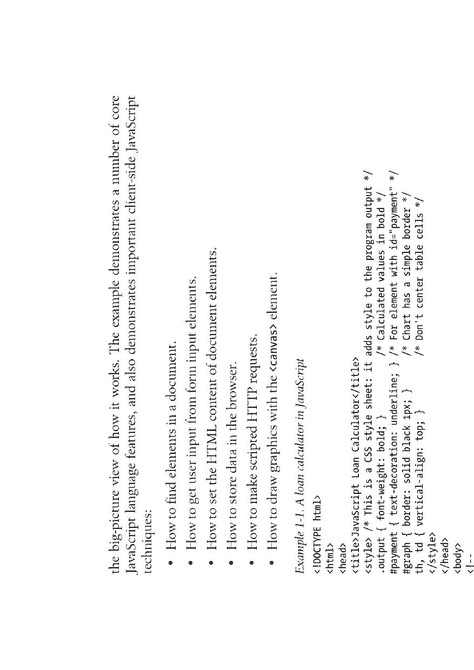 the big-picture view of how it works. The example demonstrates a number of core
JavaScript language features, and also demonstrates important client-side JavaScript
techniques:
• How to find elements in a document.
• How to get user input from form input elements.
• How to set the HTML content of document elements.
• How to store data in the browser.
• How to make scripted HTTP requests.
• How to draw graphics with the <canvas> element.
Example 1-1. A loan calculator in JavaScript
<!DOCTYPE html>
<html>
<head>
<title>JavaScript Loan Calculator</title>
<style> /* This is a CSS style sheet: it adds style to the program output */
.output { font-weight: bold; } /* Calculated values in bold */
#payment { text-decoration: underline; } /* For element with id="payment" */
#graph { border: solid black 1px; } /* Chart has a simple border */
th, td { vertical-align: top; } /* Don't center table cells */
</style>
</head>
<body>
<!--